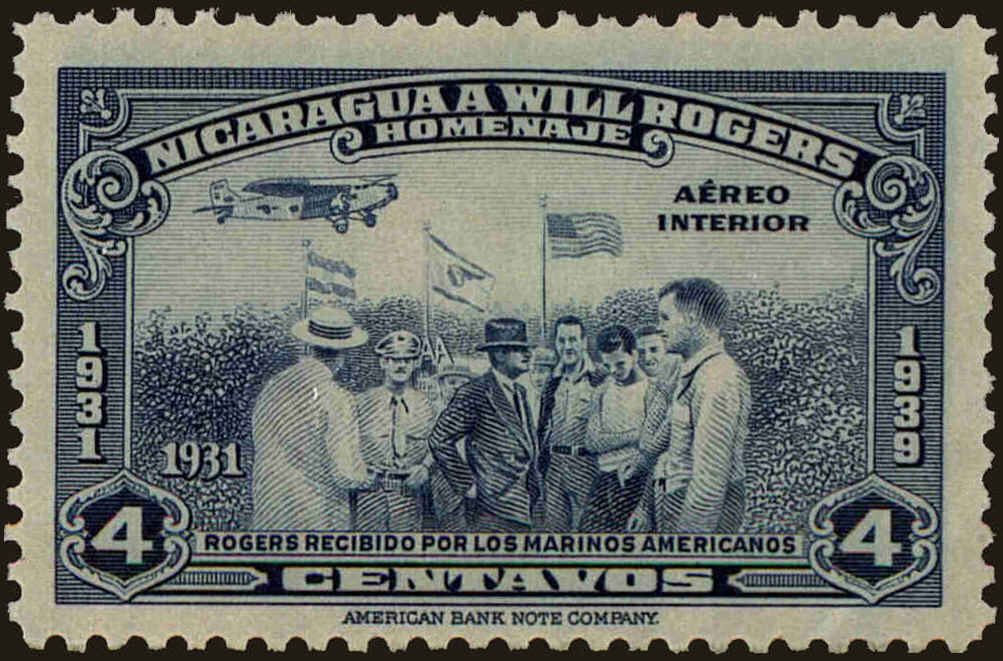 NICARAGUA A WILL ROGERS
HOMENAJE
AÊREO
INTERIOR
1931
1939
1931
4
ROGERS RECIBIDO POR LOS MARINOS AMERICANOS
4
CENTAVOS
AMERICAN BANK NOTE COMPANY.